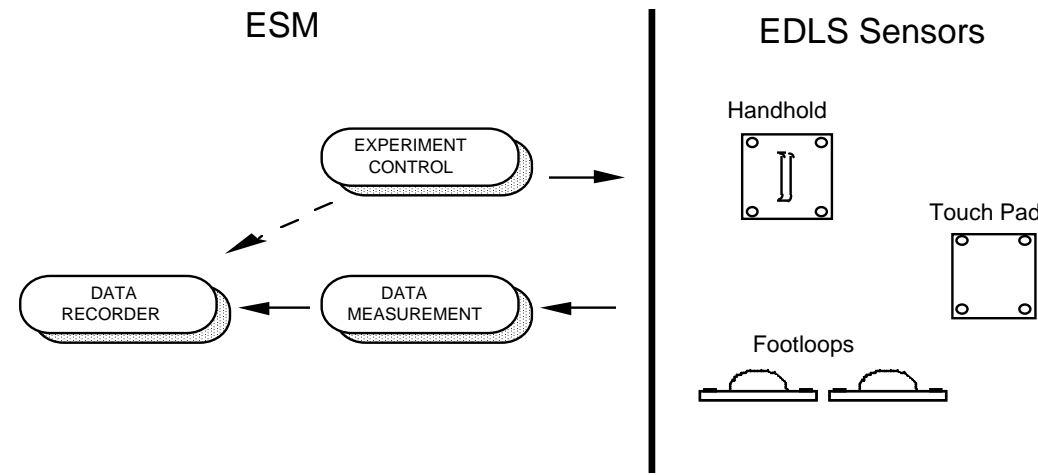 ESM
EDLS Sensors
Handhold
EXPERIMENT
CONTROL
Touch Pad
DATA
RECORDER
DATA
MEASUREMENT
Footloops